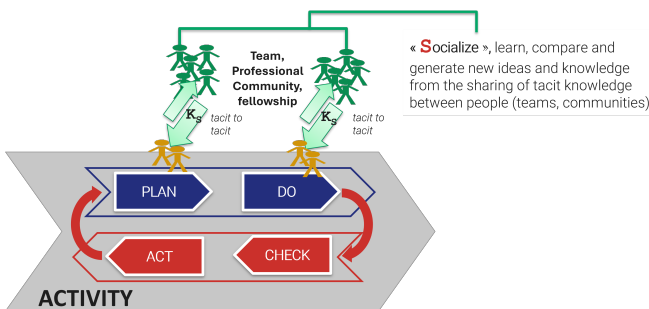 Team,
Professional
Community,
fellowship
« Socialize », learn, compare and
generate new ideas and knowledge
from the sharing of tacit knowledge
between people (teams, communities)
Ks
tacit to
tacit
Ks
tacit to
tacit
PLAN
DO
ACT
CHECK
ACTIVITY